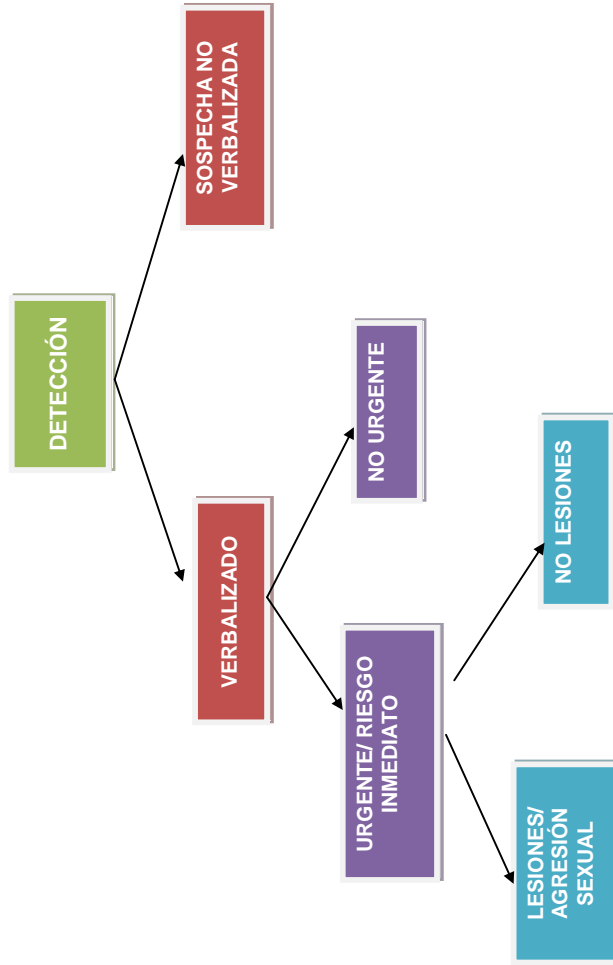 DETECCIÓN
VERBALIZADO
SOSPECHA NO
VERBALIZADA
URGENTE/ RIESGO
INMEDIATO
NO URGENTE
LESIONES/
AGRESIÓN
SEXUAL
NO LESIONES